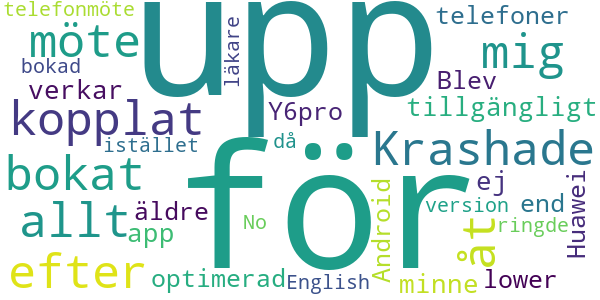 telefonmöte
upp
telefoner
möte
läkare
mig
bokad
verkar
Blev
kopplat
Y6pro
tillgängligt
istället
då
Krashade
bokat
för
ej
Huawei
allt
äldre
Android
version
end
åt
app
No
ringde
efter
optimerad
English
minne
lower